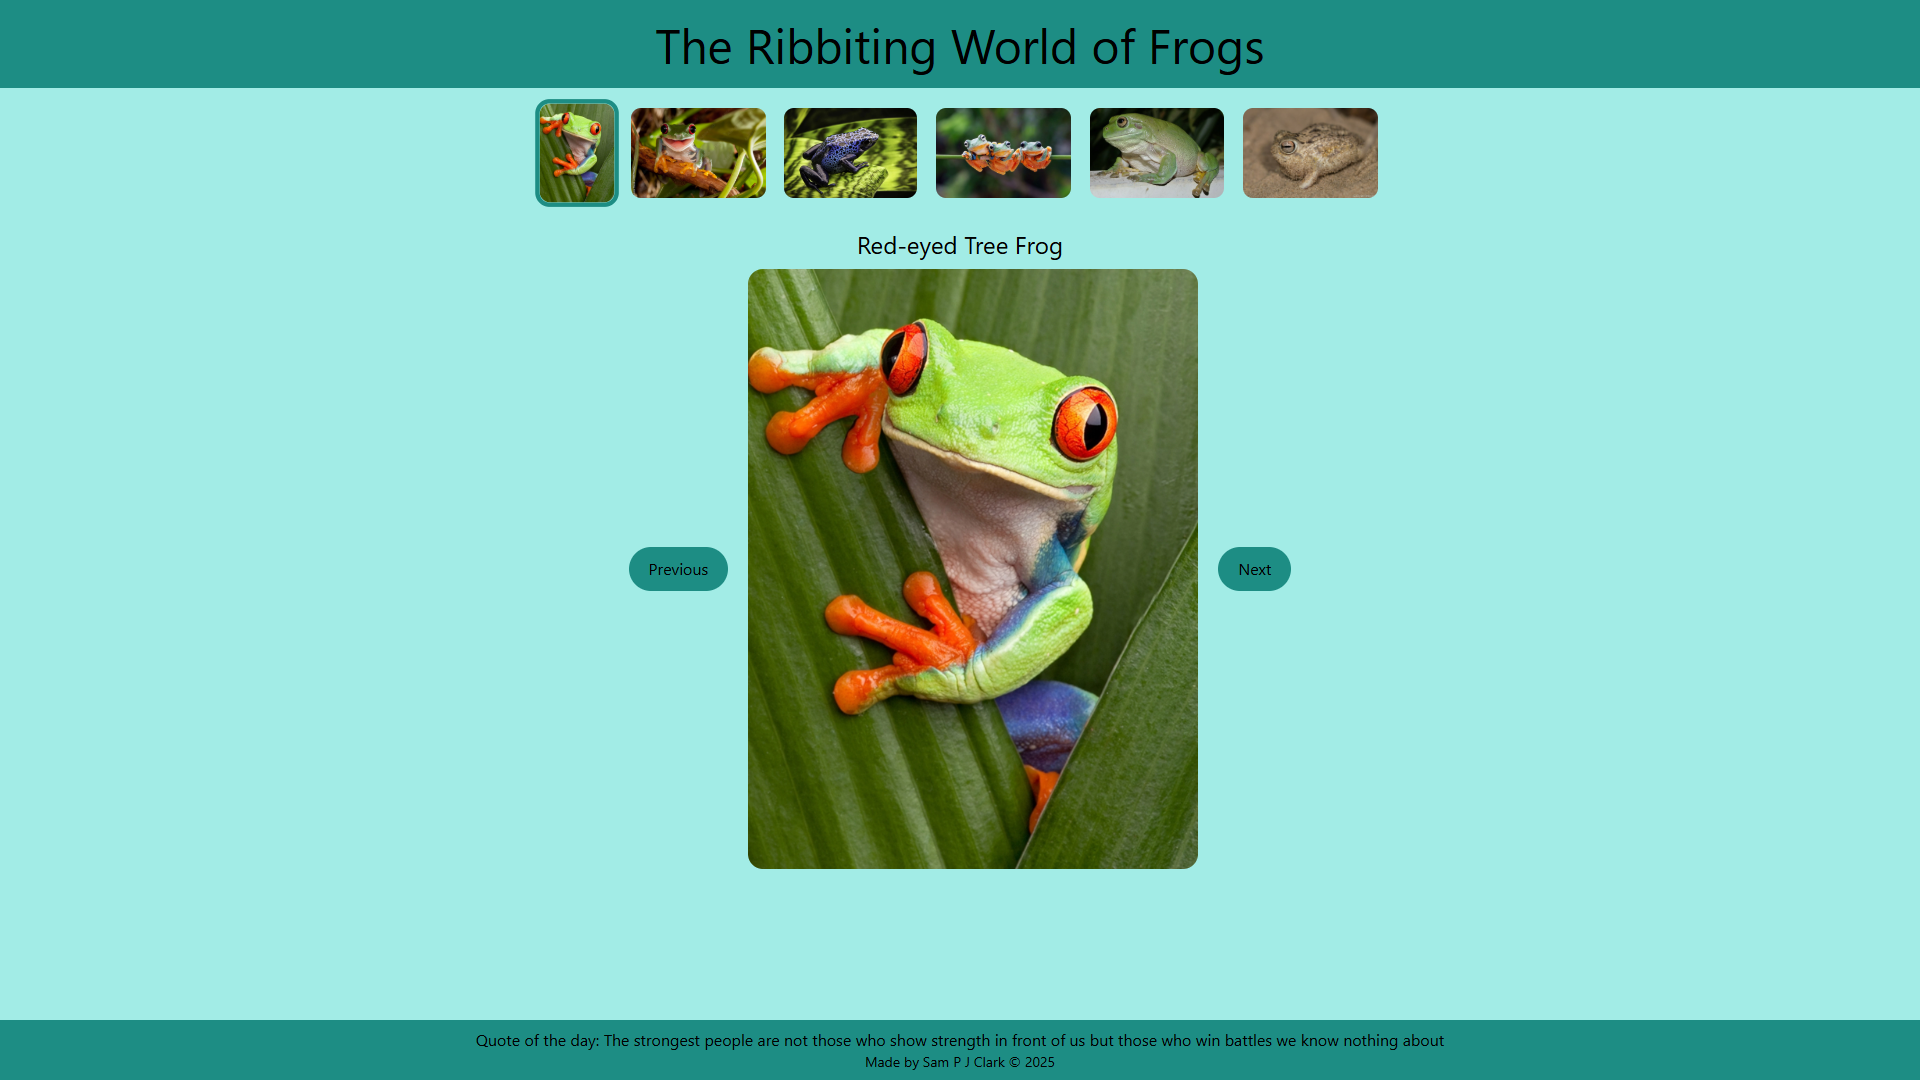 The Ribbiting World of Frogs
Red-eyed Tree Frog
Previous
Next
Quote of the day: The strongest people are not those who show strength in front of us but those who win battles we know nothing about
Made by Sam P J Clark © 2025